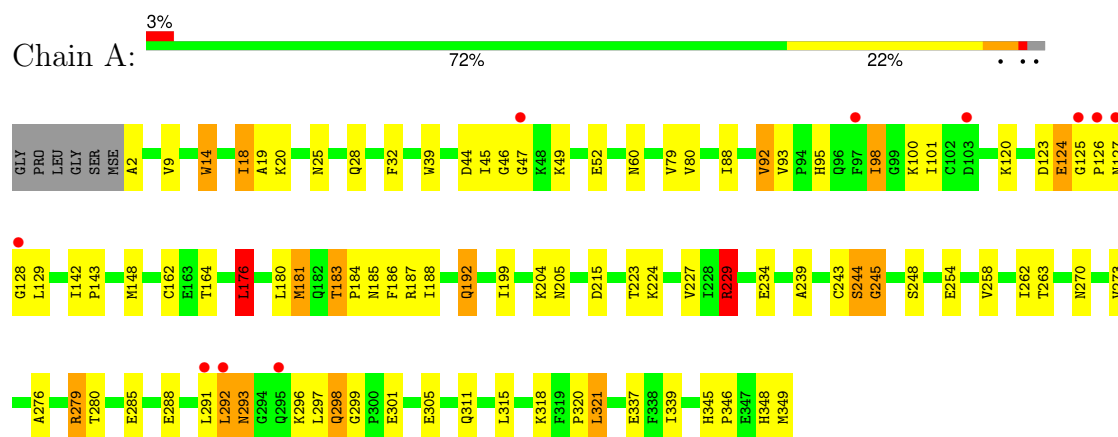 3%
Chain A:
72% 22% • • •
GLY PRO LEU GLY SER MSE A2 V9 W14 I18 A19 K20 N25 Q28 F32 W39 D44 I45 G46 G47 K48 K49 E52 N60 V79 V80 I88 V92 V93 P94 H95 Q96 F97 I98 G99 K100 I101 C102 D103 K120 D123 E124 G125 P126 N127
G128 L129 I142 P143 M148 C162 E163 T164 L176 L180 M181 Q182 T183 P184 N185 F186 R187 I188 Q192 I199 K204 N205 D215 T223 K224 V227 I228 R229 E234 A239 C243 S244 G245 S248 E254 V258 I262 T263 N270 V273
A276 R279 T280 E285 E288 L291 L292 N293 G294 Q295 K296 L297 Q298 G299 P300 E301 E305 Q311 L315 K318 F319 P320 L321 E337 F338 I339 H345 P346 E347 H348 M349